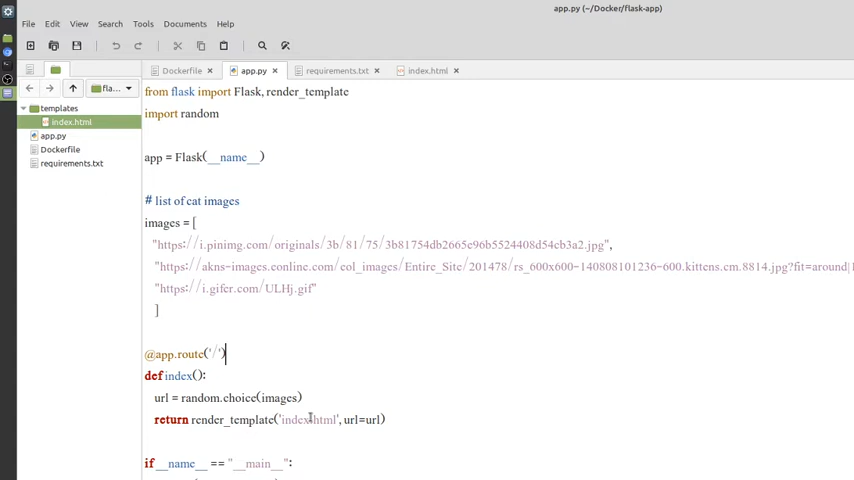 app.py (~/Docker/flask-app)
File Edit View Search Tools Documents Help
Dockerfile × app.py × requirements.txt × index.html ×
fla...
templates
index.html
app.py
Dockerfile
requirements.txt
from flask import Flask, render_template
import random
app = Flask(__name__)
# list of cat images
images = [
"https://i.pinimg.com/originals/3b/81/75/3b81754db2665c96b5524408d54cb3a2.jpg",
"https://akns-images.eonline.com/eol_images/Entire_Site/201478/rs_600x600-140808101236-600.kittens.cm.8814.jpg?fit=around|
"https://i.gifer.com/ULHj.gif"
]
@app.route('/')
def index():
url = random.choice(images)
return render_template('index.html', url=url)
if __name__ == "__main__":